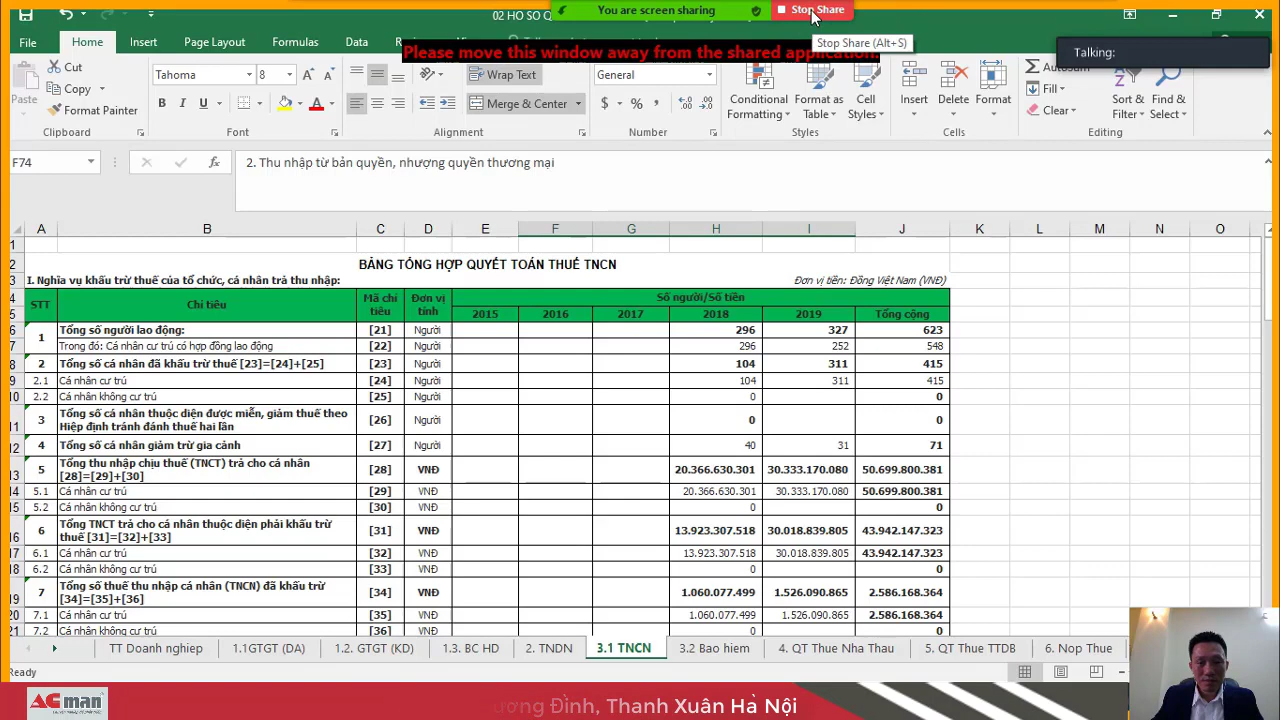 02 HO SO Q
You are screen sharing
Stop Share
File
Home
Insert
Page Layout
Formulas
Data
Please move this window away from the shared application.
Stop Share (Alt+S)
Talking:
Cut
Copy
Format Painter
Paste
Clipboard
Tahoma
8
B I U
Font
Wrap Text
Merge & Center
Alignment
General
$ % ,
Number
Conditional Formatting
Format as Table
Cell Styles
Styles
Insert
Delete
Format
Cells
Fill
Clear
Sort & Filter
Find & Select
Editing
F74
fx
2. Thu nhập từ bản quyền, nhượng quyền thương mại
A B C D E F G H I J K L M N O
BẢNG TỔNG HỢP QUYẾT TOÁN THUẾ TNCN
I. Nghĩa vụ khấu trừ thuế của tổ chức, cá nhân trả thu nhập:
Đơn vị tiền: Đồng Việt Nam (VNĐ)
STT Chỉ tiêu Mã chỉ tiêu Đơn vị tính Số người/Số tiền
2015 2016 2017 2018 2019 Tổng cộng
1 Tổng số người lao động: [21] Người 296 327 623
Trong đó: Cá nhân cư trú có hợp đồng lao động [22] Người 296 252 548
2 Tổng số cá nhân đã khấu trừ thuế [23]=[24]+[25] [23] Người 104 311 415
2.1 Cá nhân cư trú [24] Người 104 311 415
2.2 Cá nhân không cư trú [25] Người 0 0
3 Tổng số cá nhân thuộc diện được miễn, giảm thuế theo Hiệp định tránh đánh thuế hai lần [26] Người 0 0
4 Tổng số cá nhân giảm trừ gia cảnh [27] Người 40 31 71
5 Tổng thu nhập chịu thuế (TNCT) trả cho cá nhân [28]=[29]+[30] [28] VNĐ 20.366.630.301 30.333.170.080 50.699.800.381
5.1 Cá nhân cư trú [29] VNĐ 20.366.630.301 30.333.170.080 50.699.800.381
5.2 Cá nhân không cư trú [30] VNĐ 0 0
6 Tổng TNCT trả cho cá nhân thuộc diện phải khấu trừ thuế [31]=[32]+[33] [31] VNĐ 13.923.307.518 30.018.839.805 43.942.147.323
6.1 Cá nhân cư trú [32] VNĐ 13.923.307.518 30.018.839.805 43.942.147.323
6.2 Cá nhân không cư trú [33] VNĐ 0 0
7 Tổng số thuế thu nhập cá nhân (TNCN) đã khấu trừ [34]=[35]+[36] [34] VNĐ 1.060.077.499 1.526.090.865 2.586.168.364
7.1 Cá nhân cư trú [35] VNĐ 1.060.077.499 1.526.090.865 2.586.168.364
7.2 Cá nhân không cư trú [36] VNĐ 0 0
TT Doanh nghiep
1.1GTGT (DA)
1.2. GTGT (KD)
1.3. BC HD
2. TNDN
3.1 TNCN
3.2 Bao hiem
4. QT Thue Nha Thau
5. QT Thue TTDB
6. Nop Thue
Ready
AGman
ương Đình, Thanh Xuân Hà Nội